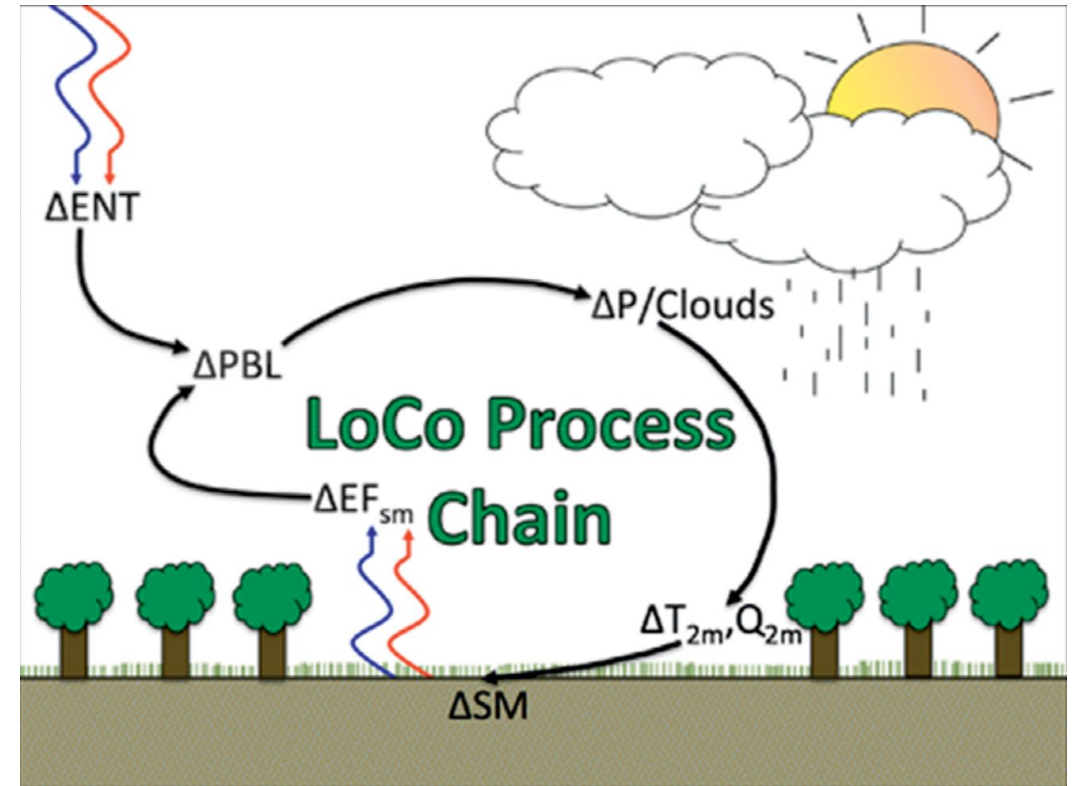 ΔENT
ΔP/Clouds
ΔPBL
LoCo Process
Chain
ΔEFsm
ΔT2m,Q2m
ΔSM